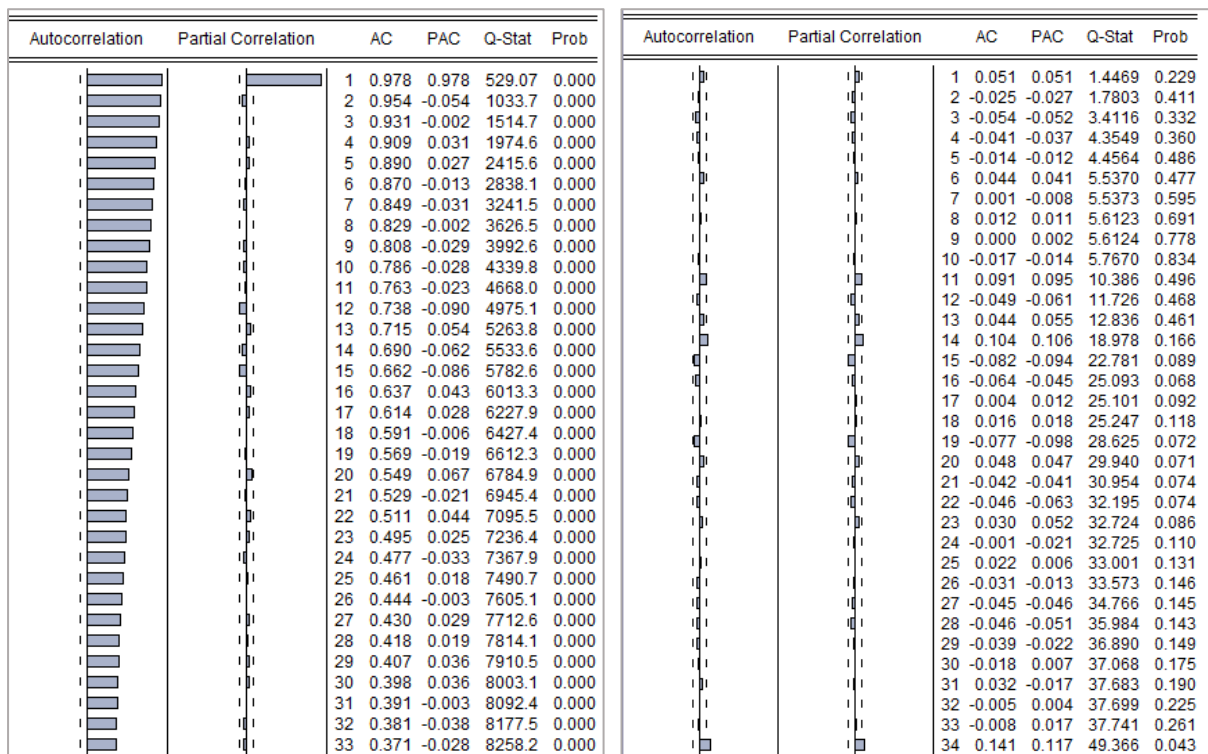 Autocorrelation Partial Correlation AC PAC Q-Stat Prob
1 0.978 0.978 529.07 0.000
2 0.954 -0.054 1033.7 0.000
3 0.931 -0.002 1514.7 0.000
4 0.909 0.031 1974.6 0.000
5 0.890 0.027 2415.6 0.000
6 0.870 -0.013 2838.1 0.000
7 0.849 -0.031 3241.5 0.000
8 0.829 -0.002 3626.5 0.000
9 0.808 -0.029 3992.6 0.000
10 0.786 -0.028 4339.8 0.000
11 0.763 -0.023 4668.0 0.000
12 0.738 -0.090 4975.1 0.000
13 0.715 0.054 5263.8 0.000
14 0.690 -0.062 5533.6 0.000
15 0.662 -0.086 5782.6 0.000
16 0.637 0.043 6013.3 0.000
17 0.614 0.028 6227.9 0.000
18 0.591 -0.006 6427.4 0.000
19 0.569 -0.019 6612.3 0.000
20 0.549 0.067 6784.9 0.000
21 0.529 -0.021 6945.4 0.000
22 0.511 0.044 7095.5 0.000
23 0.495 0.025 7236.4 0.000
24 0.477 -0.033 7367.9 0.000
25 0.461 0.018 7490.7 0.000
26 0.444 -0.003 7605.1 0.000
27 0.430 0.029 7712.6 0.000
28 0.418 0.019 7814.1 0.000
29 0.407 0.036 7910.5 0.000
30 0.398 0.036 8003.1 0.000
31 0.391 -0.003 8092.4 0.000
32 0.381 -0.038 8177.5 0.000
33 0.371 -0.028 8258.2 0.000
Autocorrelation Partial Correlation AC PAC Q-Stat Prob
1 0.051 0.051 1.4469 0.229
2 -0.025 -0.027 1.7803 0.411
3 -0.054 -0.052 3.4116 0.332
4 -0.041 -0.037 4.3549 0.360
5 -0.014 -0.012 4.4564 0.486
6 0.044 0.041 5.5370 0.477
7 0.001 -0.008 5.5373 0.595
8 0.012 0.011 5.6123 0.691
9 0.000 0.002 5.6124 0.778
10 -0.017 -0.014 5.7670 0.834
11 0.091 0.095 10.386 0.496
12 -0.049 -0.061 11.726 0.468
13 0.044 0.055 12.836 0.461
14 0.104 0.106 18.978 0.166
15 -0.082 -0.094 22.781 0.089
16 -0.064 -0.045 25.093 0.068
17 0.004 0.012 25.101 0.092
18 0.016 0.018 25.247 0.118
19 -0.077 -0.098 28.625 0.072
20 0.048 0.047 29.940 0.071
21 -0.042 -0.041 30.954 0.074
22 -0.046 -0.063 32.195 0.074
23 0.030 0.052 32.724 0.086
24 -0.001 -0.021 32.725 0.110
25 0.022 0.006 33.001 0.131
26 -0.031 -0.013 33.573 0.146
27 -0.045 -0.046 34.766 0.145
28 -0.046 -0.051 35.984 0.143
29 -0.039 -0.022 36.890 0.149
30 -0.018 0.007 37.068 0.175
31 0.032 -0.017 37.683 0.190
32 -0.005 0.004 37.699 0.225
33 -0.008 0.017 37.741 0.261
34 0.141 0.117 49.366 0.043